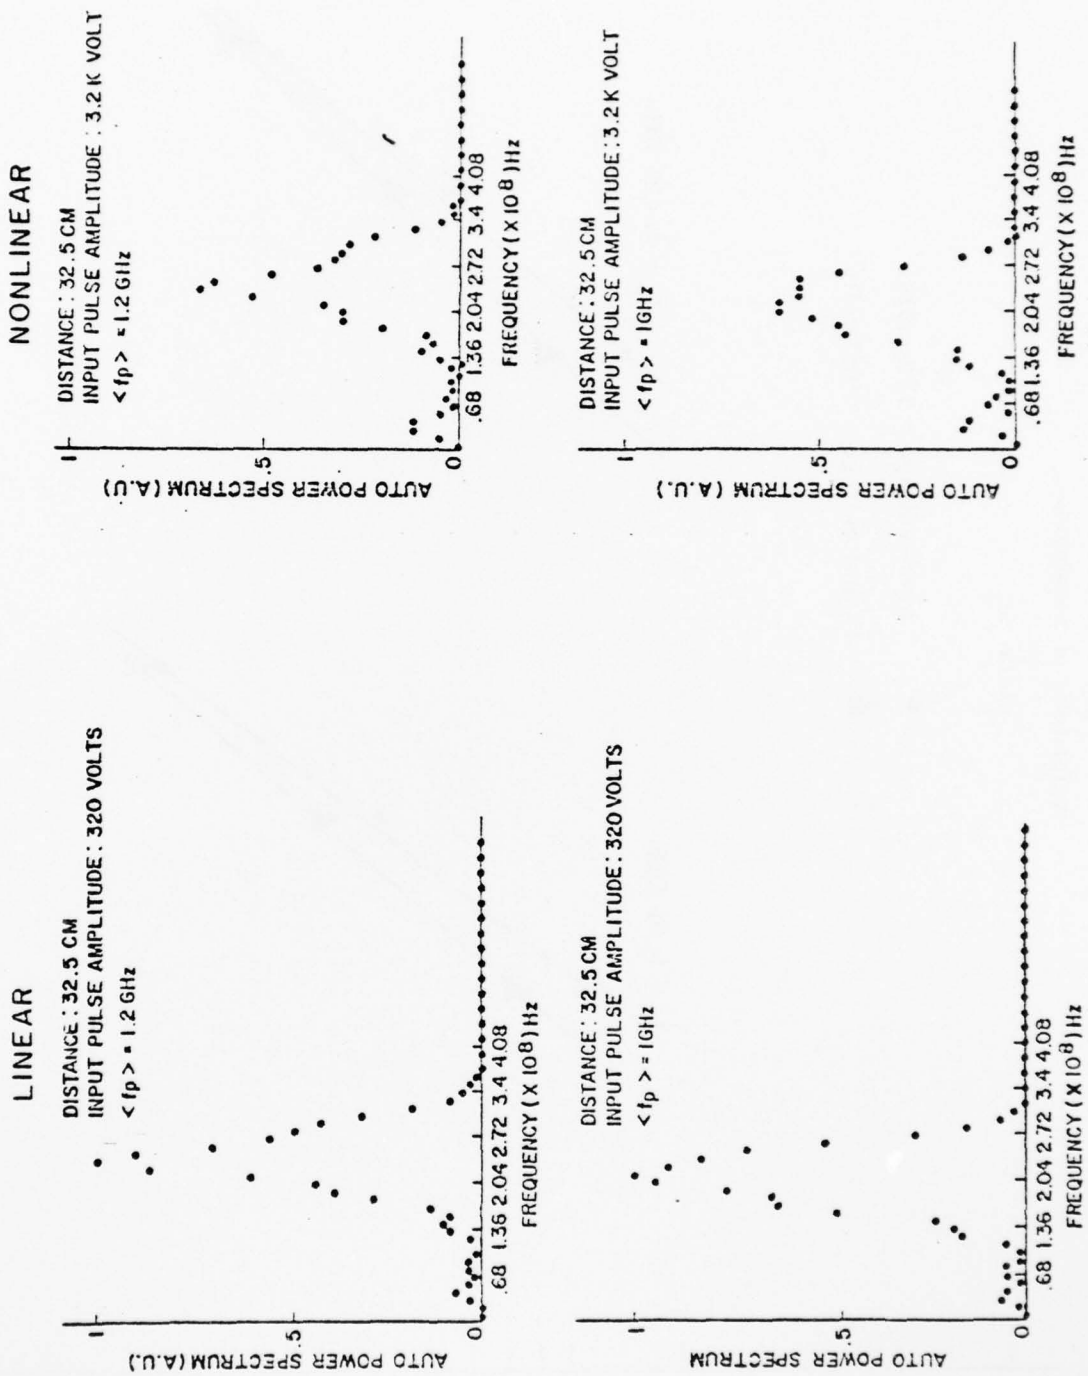 LINEAR
DISTANCE : 32.5 CM
INPUT PULSE AMPLITUDE : 320 VOLTS
<fp> = 1.2 GHz
AUTO POWER SPECTRUM (A.U.)
1
.5
0
.68 1.36 2.04 2.72 3.4 4.08
FREQUENCY (X 10⁸) Hz
DISTANCE : 32.5 CM
INPUT PULSE AMPLITUDE : 320 VOLTS
<fp> = 1GHz
AUTO POWER SPECTRUM
1
.5
0
.68 1.36 2.04 2.72 3.4 4.08
FREQUENCY (X 10⁸) Hz
NONLINEAR
DISTANCE : 32.5 CM
INPUT PULSE AMPLITUDE : 3.2 K VOLT
<fp> = 1.2 GHz
AUTO POWER SPECTRUM (A.U)
1
.5
0
.68 1.36 2.04 2.72 3.4 4.08
FREQUENCY (X 10⁸) Hz
DISTANCE : 32.5 CM
INPUT PULSE AMPLITUDE : 3.2 K VOLT
<fp> = 1GHz
AUTO POWER SPECTRUM (A.U.)
1
.5
0
.68 1.36 2.04 2.72 3.4 4.08
FREQUENCY (X 10⁸) Hz